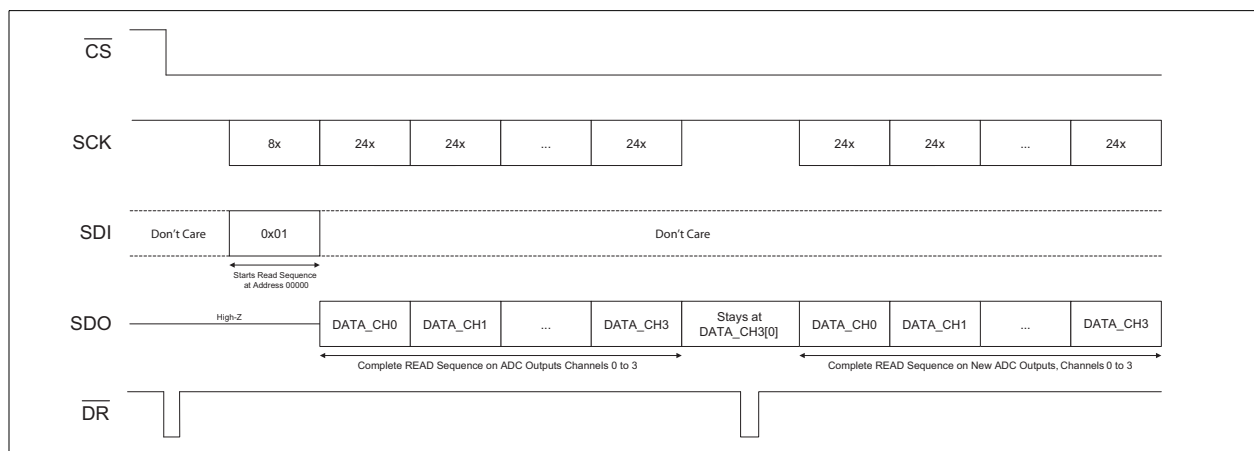 CS
SCK
8x 24x 24x ... 24x 24x 24x ... 24x
SDI
Don't Care 0x01 Don't Care
Starts Read Sequence
at Address 00000
SDO
High-Z
DATA_CH0 DATA_CH1 ... DATA_CH3
Stays at
DATA_CH3[0]
DATA_CH0 DATA_CH1 ... DATA_CH3
Complete READ Sequence on ADC Outputs Channels 0 to 3
Complete READ Sequence on New ADC Outputs, Channels 0 to 3
DR